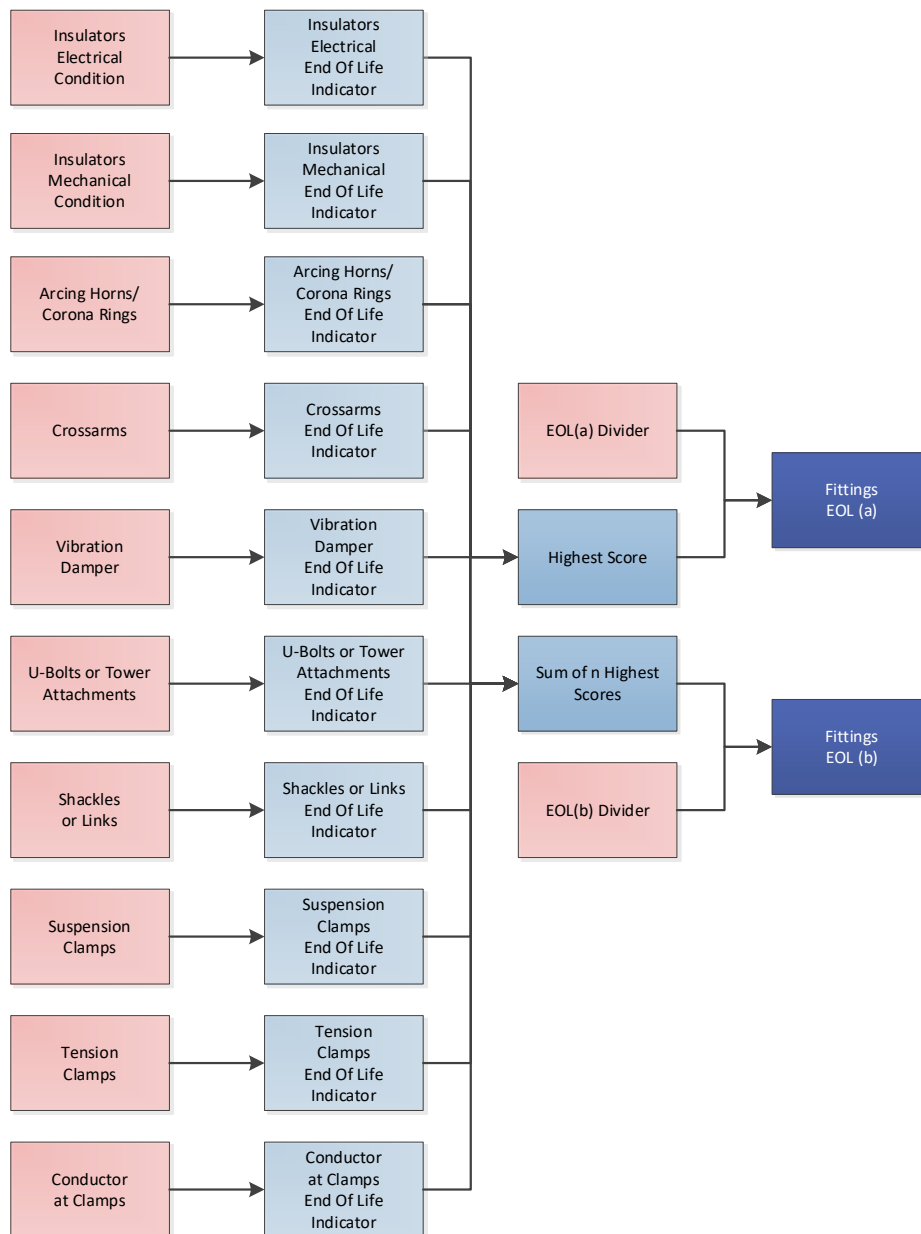 Insulators
Electrical
Condition
Insulators
Electrical
End Of Life
Indicator
Insulators
Mechanical
Condition
Insulators
Mechanical
End Of Life
Indicator
Arcing Horns/
Corona Rings
Arcing Horns/
Corona Rings
End Of Life
Indicator
Crossarms
Crossarms
End Of Life
Indicator
EOL(a) Divider
Fittings
EOL (a)
Vibration
Damper
Vibration
Damper
End Of Life
Indicator
Highest Score
U-Bolts or Tower
Attachments
U-Bolts or Tower
Attachments
End Of Life
Indicator
Sum of n Highest
Scores
Fittings
EOL (b)
Shackles
or Links
Shackles or Links
End Of Life
Indicator
EOL(b) Divider
Suspension
Clamps
Suspension
Clamps
End Of Life
Indicator
Tension
Clamps
Tension
Clamps
End Of Life
Indicator
Conductor
at Clamps
Conductor
at Clamps
End Of Life
Indicator